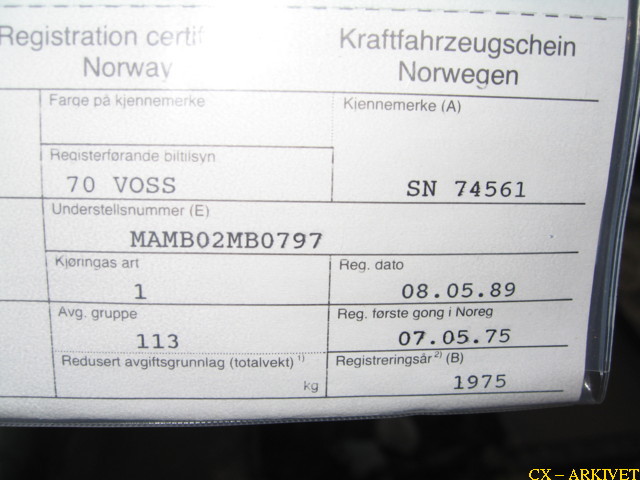 Registration certif
Norway
Kraftfahrzeugschein
Norwegen
Farge på kjennemerke
Kjennemerke (A)
SN 74561
Registerførande biltilsyn
70 VOSS
Understellsnummer (E)
MAMB02MB0797
Kjøringas art
1
Reg. dato
08.05.89
Avg. gruppe
113
Reg. første gong i Noreg
07.05.75
Redusert avgiftsgrunnlag (totalvekt) 1)
kg
Registreringsår 2) (B)
1975
CX – ARKIVET